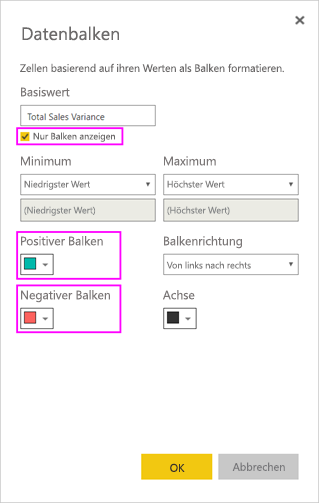 Datenbalken
Zellen basierend auf ihren Werten als Balken formatieren.
Basiswert
Total Sales Variance
Nur Balken anzeigen
Minimum Maximum
Niedrigster Wert Höchster Wert
(Niedrigster Wert) (Höchster Wert)
Positiver Balken Balkenrichtung
Von links nach rechts
Negativer Balken Achse
OK Abbrechen